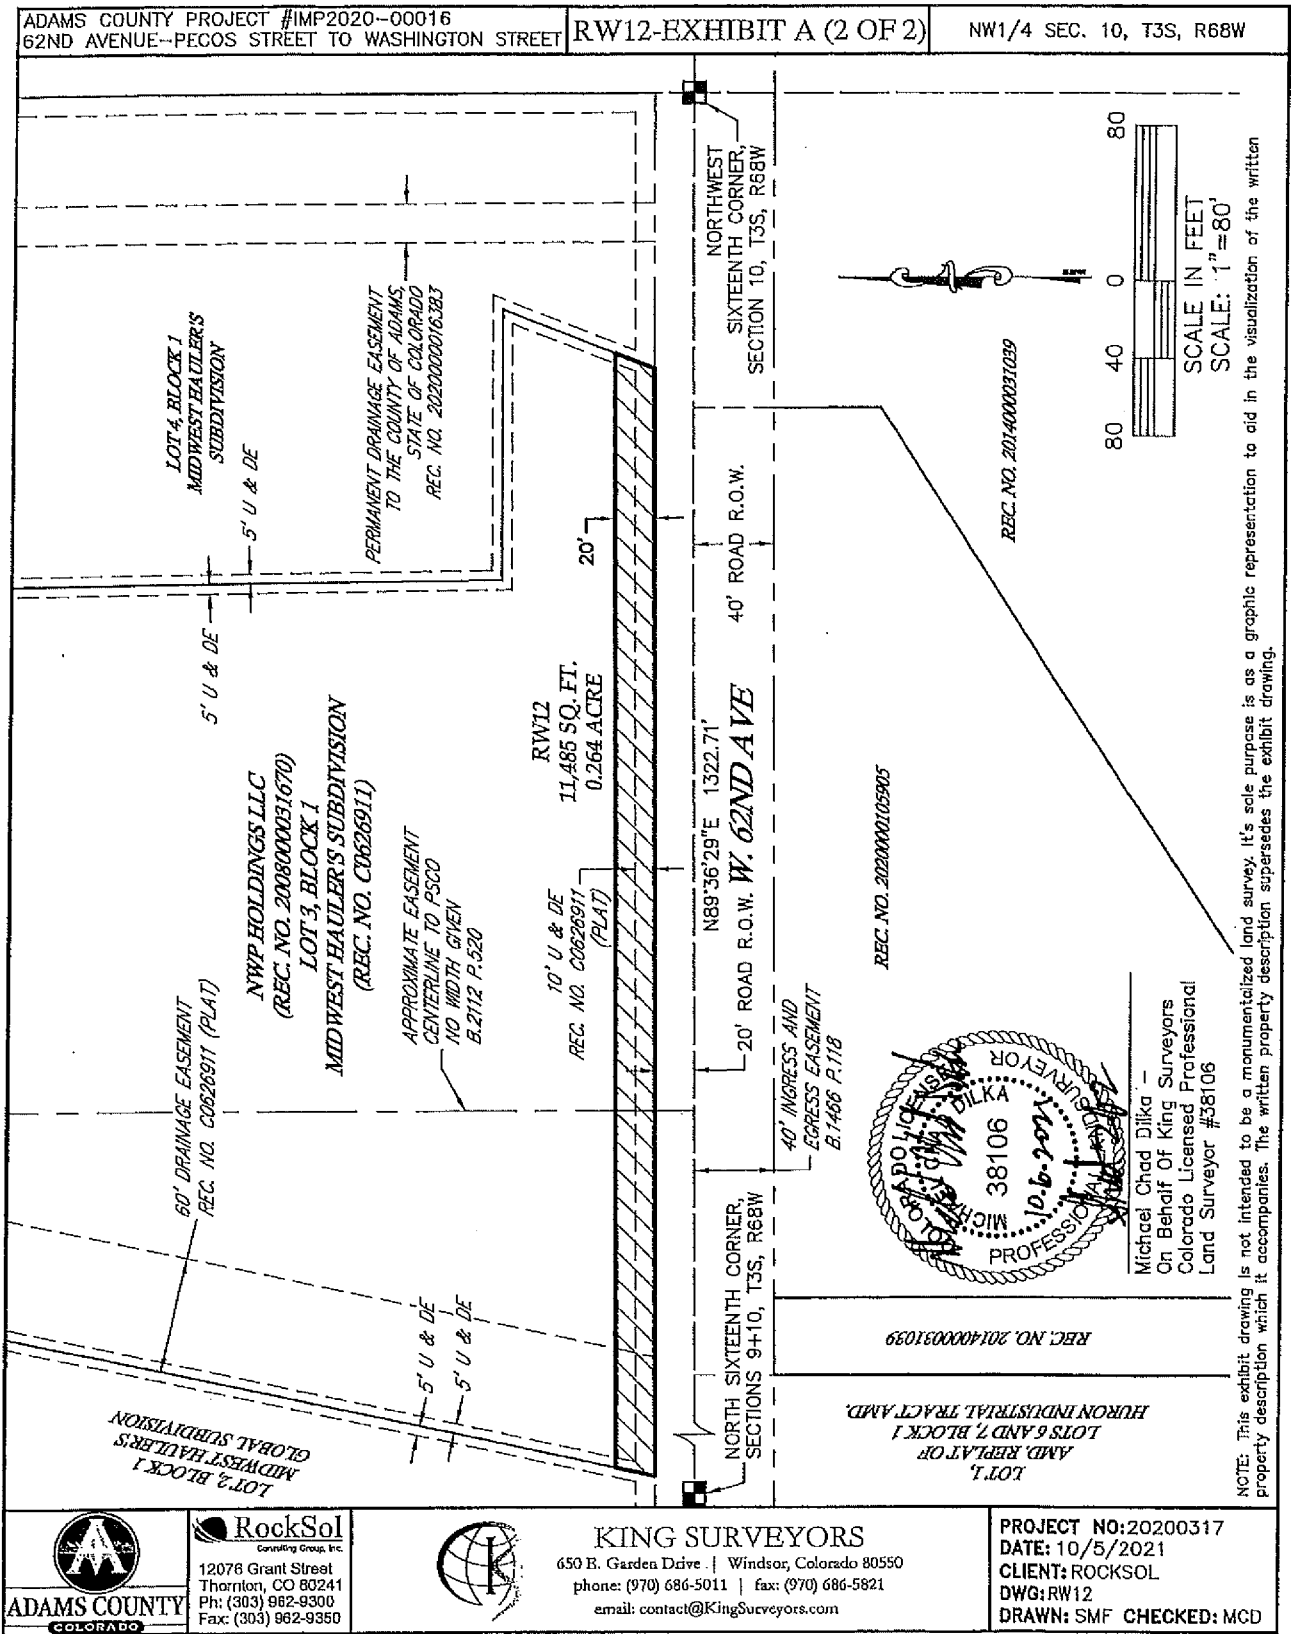 ADAMS COUNTY PROJECT #IMP2020-00016
62ND AVENUE-PECOS STREET TO WASHINGTON STREET
RW12-EXHIBIT A (2 OF 2)
NW1/4 SEC. 10, T3S, R68W
LOT 4, BLOCK 1
MIDWEST HAULER'S
SUBDIVISION
5' U & DE
5' U & DE
PERMANENT DRAINAGE EASEMENT
TO THE COUNTY OF ADAMS,
STATE OF COLORADO
REC. NO. 2020000016383
NORTHWEST
SIXTEENTH CORNER,
SECTION 10, T3S, R68W
80
0
40
80
SCALE IN FEET
SCALE: 1"=80'
REC. NO. 2014000031039
20'
40' ROAD R.O.W.
NWP HOLDINGS LLC
(REC. NO. 2008000031670)
LOT 3, BLOCK 1
MIDWEST HAULER'S SUBDIVISION
(REC. NO. C0626911)
RW12
11,485 SQ. FT.
0.264 ACRE
APPROXIMATE EASEMENT
CENTERLINE TO PSCO
NO WIDTH GIVEN
B.2112 P.520
10' U & DE
REC. NO. C0626911
(PLAT)
N89°36'29"E 1322.71'
W. 62ND AVE
20' ROAD R.O.W.
REC. NO. 2020000105905
60' DRAINAGE EASEMENT
REC. NO. C0626911 (PLAT)
40' INGRESS AND
EGRESS EASEMENT
B.1466 P.118
5' U & DE
5' U & DE
NORTH SIXTEENTH CORNER,
SECTIONS 9+10, T3S, R68W
LOT 2, BLOCK 1
MIDWEST HAULER'S
GLOBAL SUBDIVISION
REC. NO. 2014000031039
LOT 1,
AMD REPLAT OF
LOTS 6 AND 7, BLOCK 1
HURON INDUSTRIAL TRACT AMD.
COLORADO LICENSED
MICHAEL CHAD DILKA
38106
PROFESSIONAL LAND SURVEYOR
Michael Chad Dilka -
On Behalf Of King Surveyors
Colorado Licensed Professional
Land Surveyor #38106
NOTE: This exhibit drawing is not intended to be a monumentalized land survey. It's sole purpose is as a graphic representation to aid in the visualization of the written
property description which it accompanies. The written property description supersedes the exhibit drawing.
ADAMS COUNTY
COLORADO
RockSol
Consulting Group, Inc.
12076 Grant Street
Thornton, CO 80241
Ph: (303) 962-9300
Fax: (303) 962-9350
K
KING SURVEYORS
650 E. Garden Drive | Windsor, Colorado 80550
phone: (970) 686-5011 | fax: (970) 686-5821
email: contact@KingSurveyors.com
PROJECT NO:20200317
DATE: 10/5/2021
CLIENT: ROCKSOL
DWG:RW12
DRAWN: SMF CHECKED: MCD